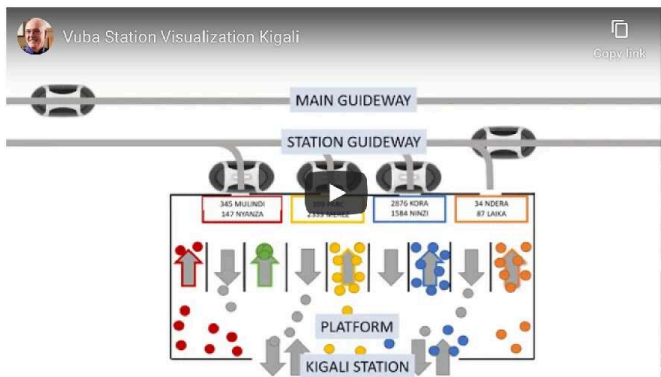 Vuba Station Visualization Kigali
Copy link
MAIN GUIDEWAY
STATION GUIDEWAY
345 MULINDI
147 NYANZA
2876 KORA
1584 NINZI
34 NDERA
87 LAIKA
PLATFORM
KIGALI STATION